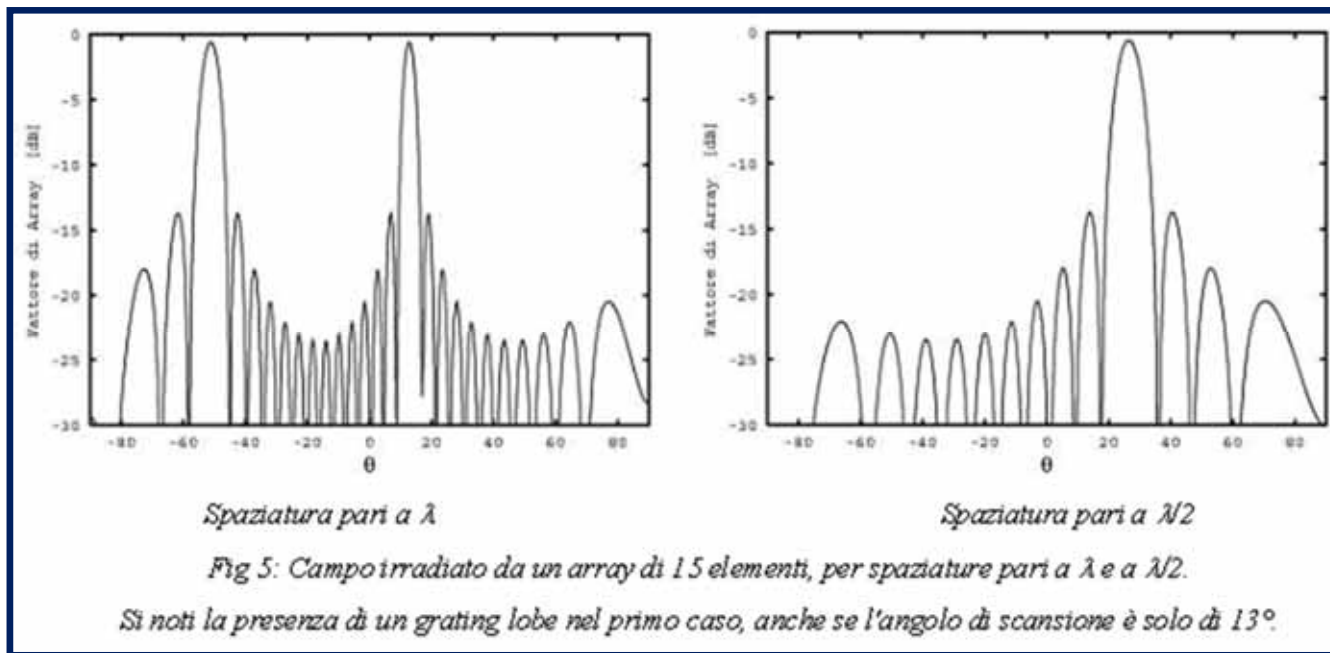 0
-5
-10
-15
-20
-25
-30
Fattore di Array [dB]
-80 -60 -40 -20 0 20 40 60 80
θ
Spaziatura pari a λ
0
-5
-10
-15
-20
-25
-30
Fattore di Array [dB]
-80 -60 -40 -20 0 20 40 60 80
θ
Spaziatura pari a λ/2
Fig 5: Campo irradiato da un array di 15 elementi, per spaziature pari a λ e a λ/2.
Si noti la presenza di un grating lobe nel primo caso, anche se l'angolo di scansione è solo di 13°.